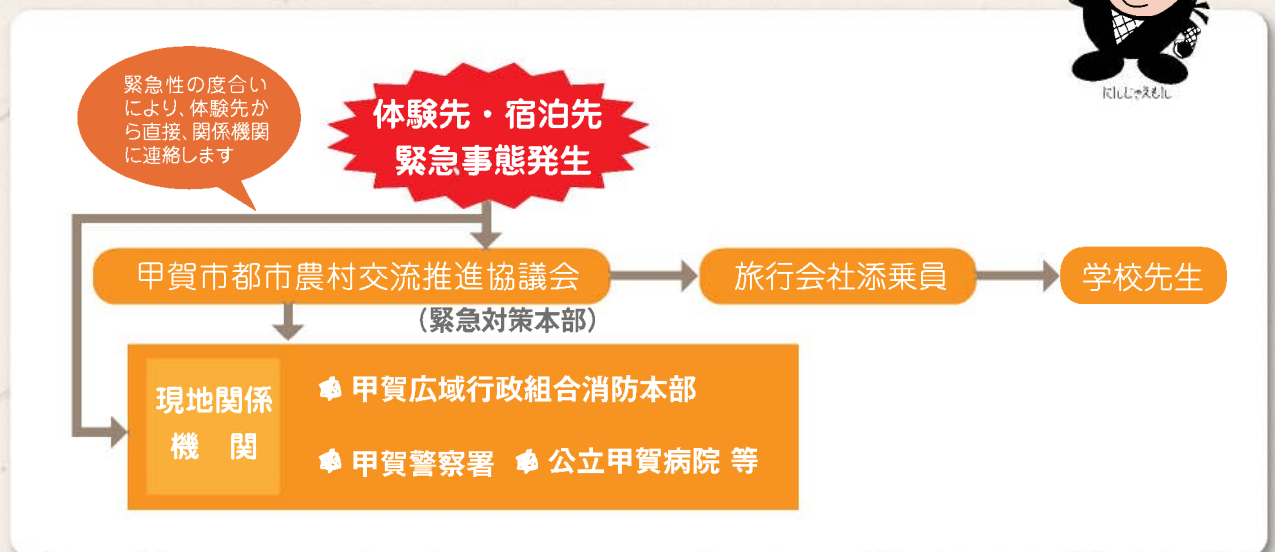 にんじゃえもん
緊急性の度合い
により、体験先か
ら直接、関係機関
に連絡します
体験先・宿泊先
緊急事態発生
甲賀市都市農村交流推進協議会
旅行会社添乗員
学校先生
（緊急対策本部）
現地関係
機 関
甲賀広域行政組合消防本部
甲賀警察署
公立甲賀病院 等